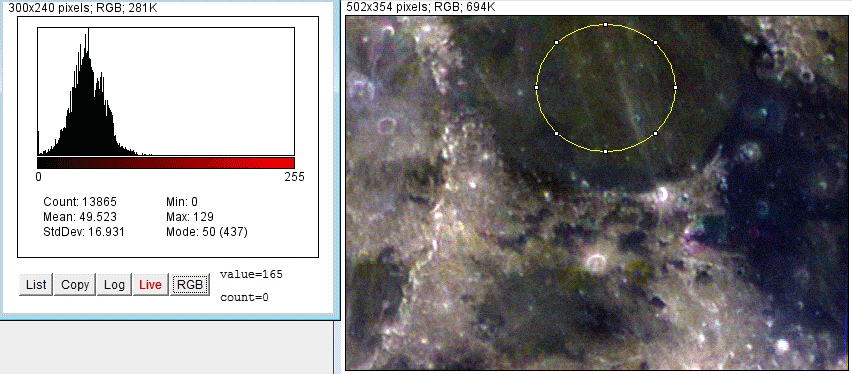 300x240 pixels; RGB; 281K
0 255
Count: 13865 Min: 0
Mean: 49.523 Max: 129
StdDev: 16.931 Mode: 50 (437)
List Copy Log Live RGB
value=165
count=0
502x354 pixels; RGB; 694K